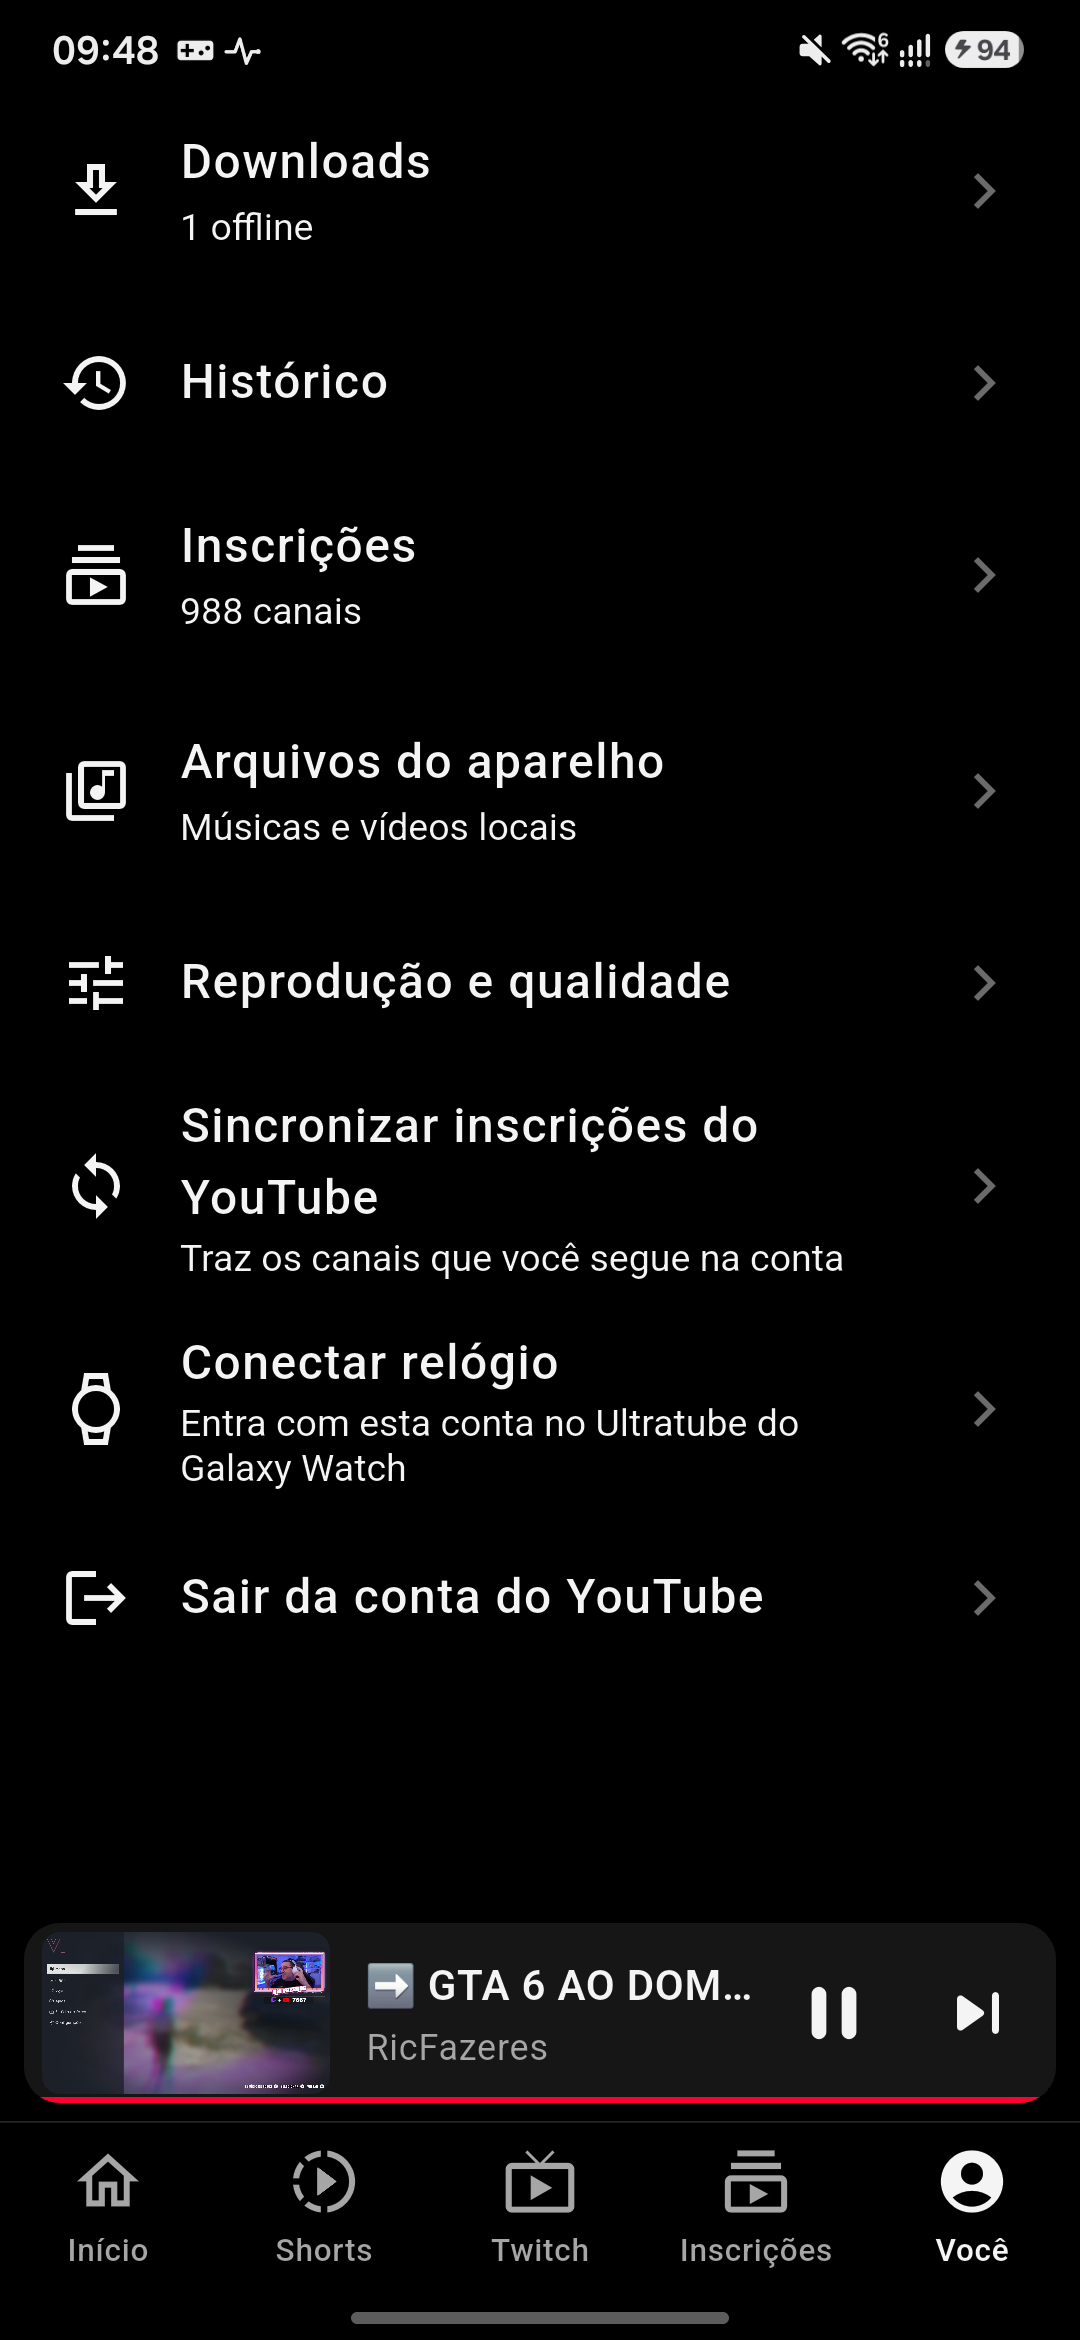 09:48
6
94
Downloads
1 offline
Histórico
Inscrições
988 canais
Arquivos do aparelho
Músicas e vídeos locais
Reprodução e qualidade
Sincronizar inscrições do
YouTube
Traz os canais que você segue na conta
Conectar relógio
Entra com esta conta no Ultratube do
Galaxy Watch
Sair da conta do YouTube
➡️ GTA 6 AO DOM...
RicFazeres
Início
Shorts
Twitch
Inscrições
Você